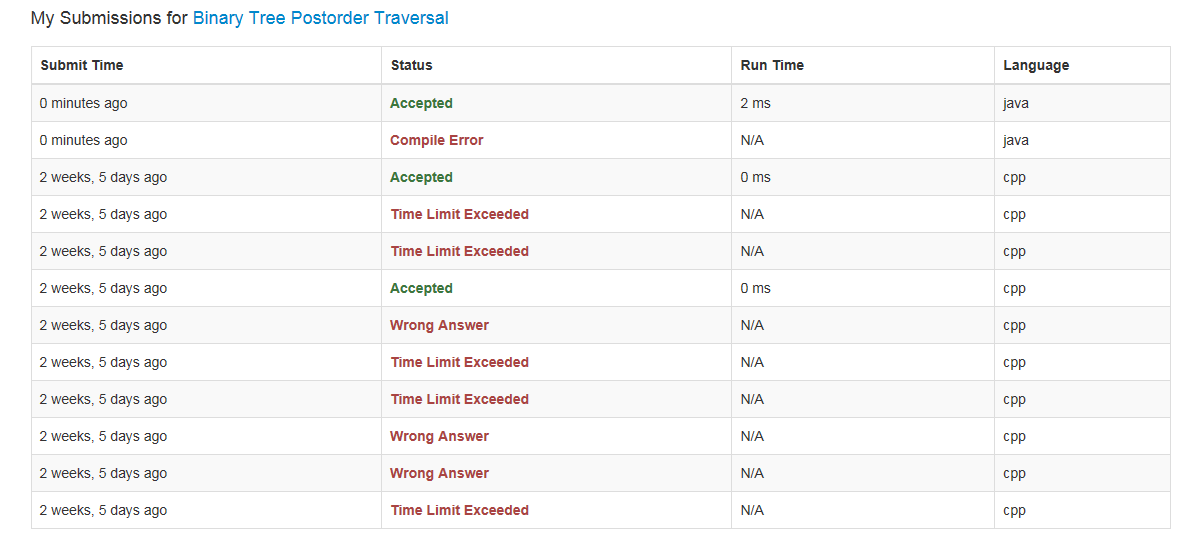 My Submissions for Binary Tree Postorder Traversal
Submit Time Status Run Time Language
0 minutes ago Accepted 2 ms java
0 minutes ago Compile Error N/A java
2 weeks, 5 days ago Accepted 0 ms cpp
2 weeks, 5 days ago Time Limit Exceeded N/A cpp
2 weeks, 5 days ago Time Limit Exceeded N/A cpp
2 weeks, 5 days ago Accepted 0 ms cpp
2 weeks, 5 days ago Wrong Answer N/A cpp
2 weeks, 5 days ago Time Limit Exceeded N/A cpp
2 weeks, 5 days ago Time Limit Exceeded N/A cpp
2 weeks, 5 days ago Wrong Answer N/A cpp
2 weeks, 5 days ago Wrong Answer N/A cpp
2 weeks, 5 days ago Time Limit Exceeded N/A cpp